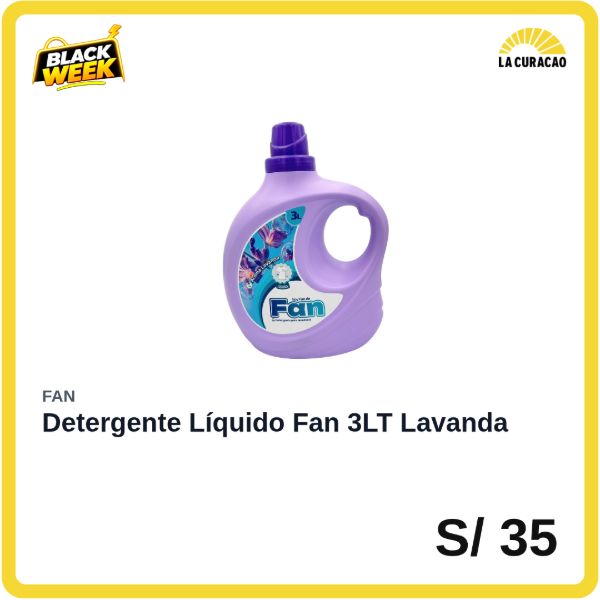 BLACK
WEEK
LA CURACAO
3L
Fan
FAN
Detergente Líquido Fan 3LT Lavanda
S/ 35